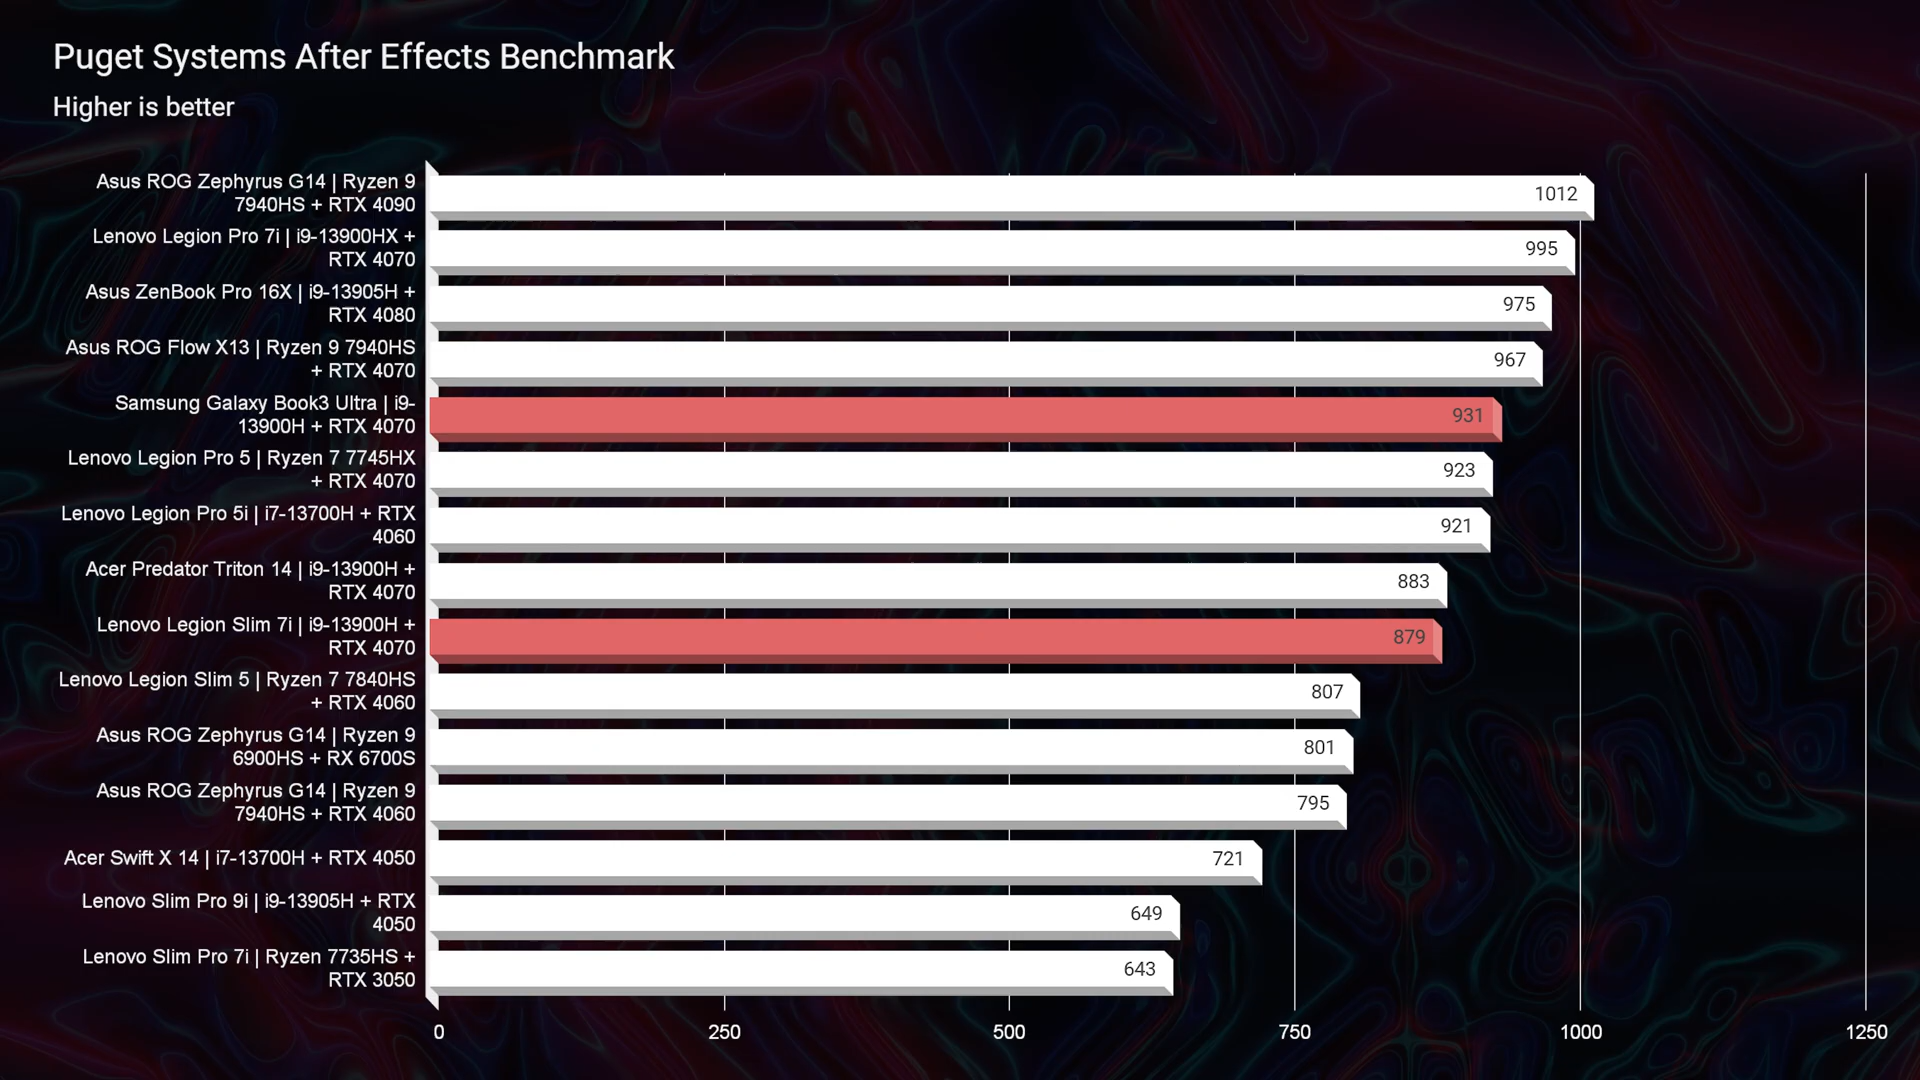 Puget Systems After Effects Benchmark
Higher is better
Asus ROG Zephyrus G14 | Ryzen 9
7940HS + RTX 4090
1012
Lenovo Legion Pro 7i | i9-13900HX +
RTX 4070
995
Asus ZenBook Pro 16X | i9-13905H +
RTX 4080
975
Asus ROG Flow X13 | Ryzen 9 7940HS
+ RTX 4070
967
Samsung Galaxy Book3 Ultra | i9-
13900H + RTX 4070
931
Lenovo Legion Pro 5 | Ryzen 7 7745HX
+ RTX 4070
923
Lenovo Legion Pro 5i | i7-13700H + RTX
4060
921
Acer Predator Triton 14 | i9-13900H +
RTX 4070
883
Lenovo Legion Slim 7i | i9-13900H +
RTX 4070
879
Lenovo Legion Slim 5 | Ryzen 7 7840HS
+ RTX 4060
807
Asus ROG Zephyrus G14 | Ryzen 9
6900HS + RX 6700S
801
Asus ROG Zephyrus G14 | Ryzen 9
7940HS + RTX 4060
795
Acer Swift X 14 | i7-13700H + RTX 4050
721
Lenovo Slim Pro 9i | i9-13905H + RTX
4050
649
Lenovo Slim Pro 7i | Ryzen 7735HS +
RTX 3050
643
0 250 500 750 1000 1250